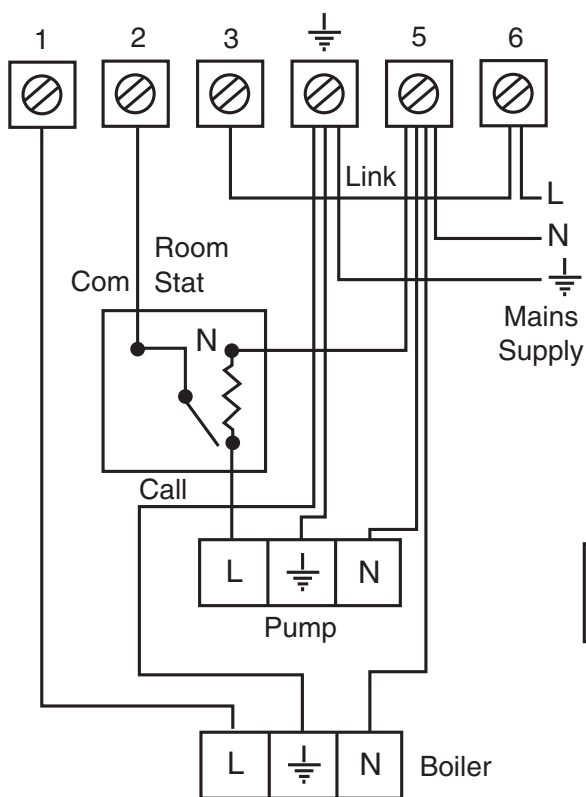 1 2 3 ⏚ 5 6
Link
L
N
⏚
Mains
Supply
Room
Stat
Com
N
Call
L ⏚ N
Pump
L ⏚ N
Boiler